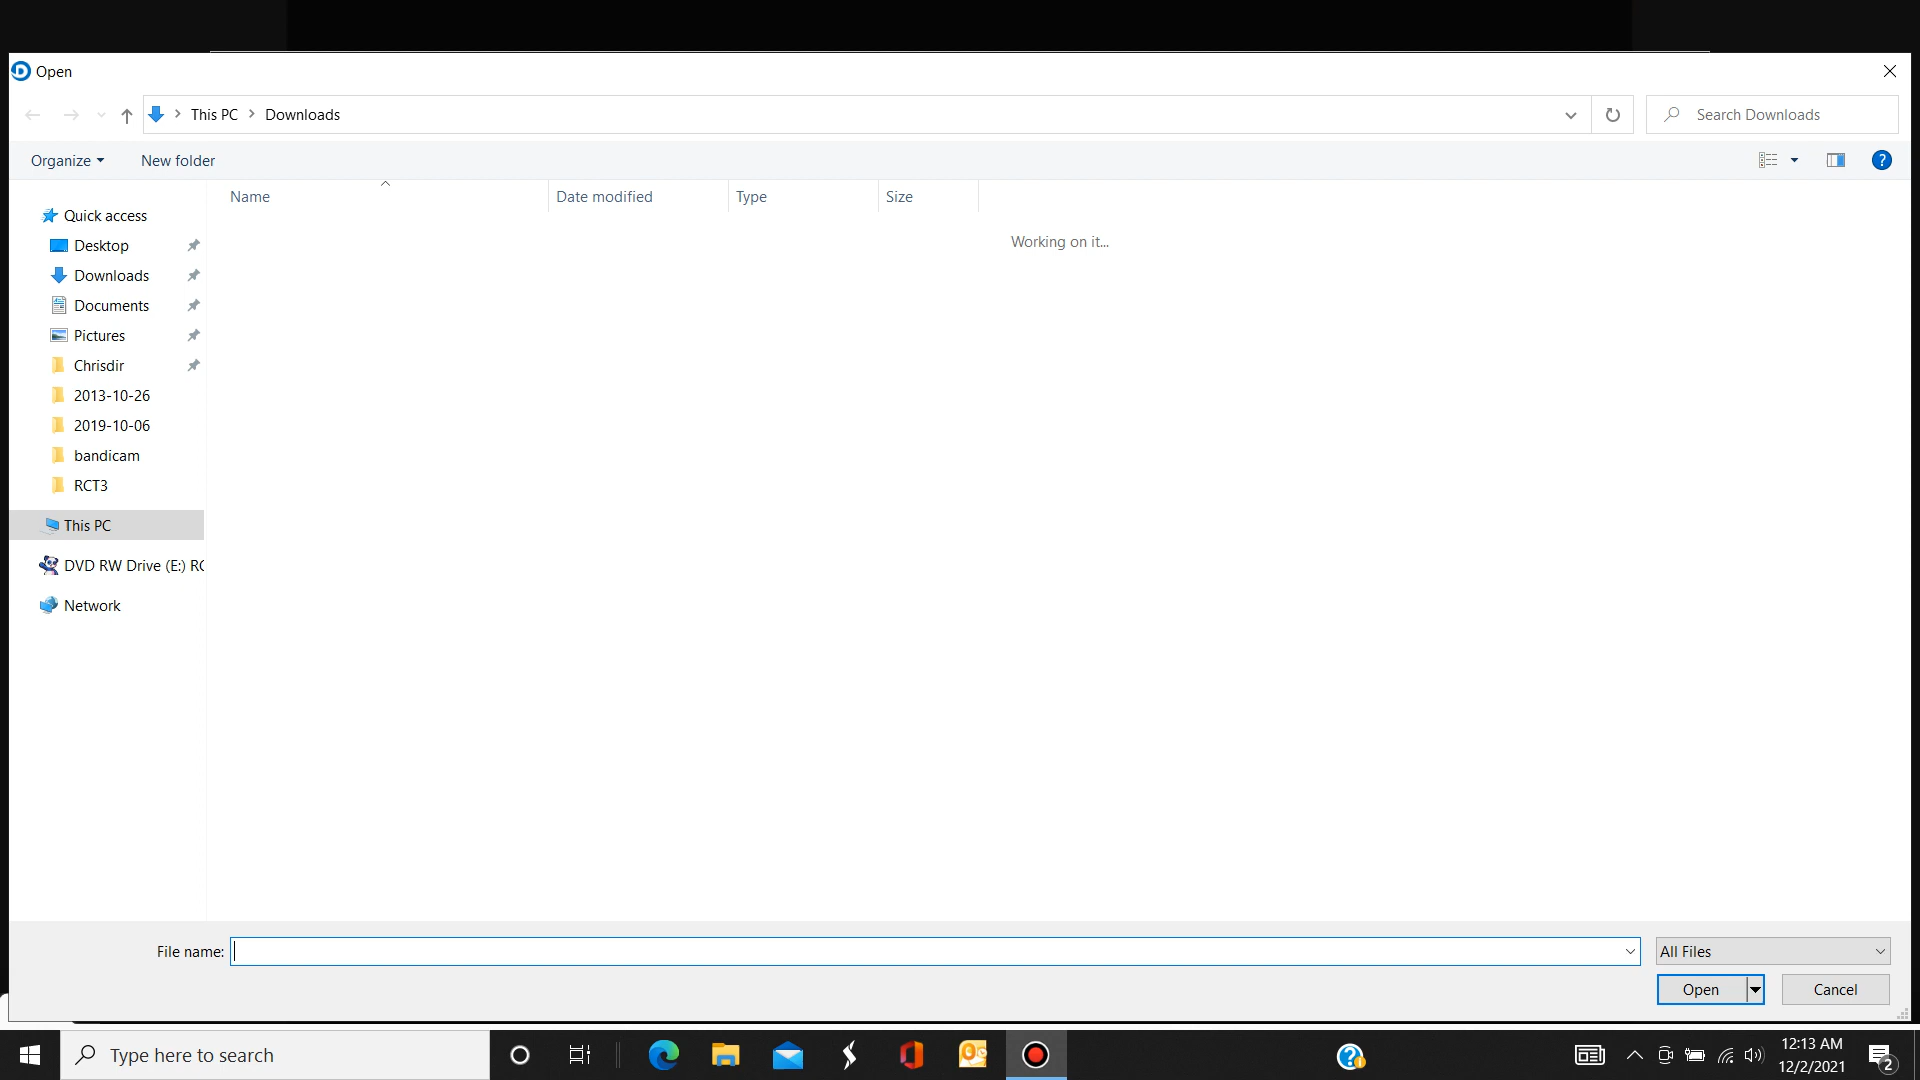 Open
This PC
Downloads
Search Downloads
Organize
New folder
?
Name
Date modified
Type
Size
Working on it...
Quick access
Desktop
Downloads
Documents
Pictures
Chrisdir
2013-10-26
2019-10-06
bandicam
RCT3
This PC
DVD RW Drive (E:) RC
Network
File name:
All Files
Open
Cancel
Type here to search
12:13 AM
12/2/2021
2